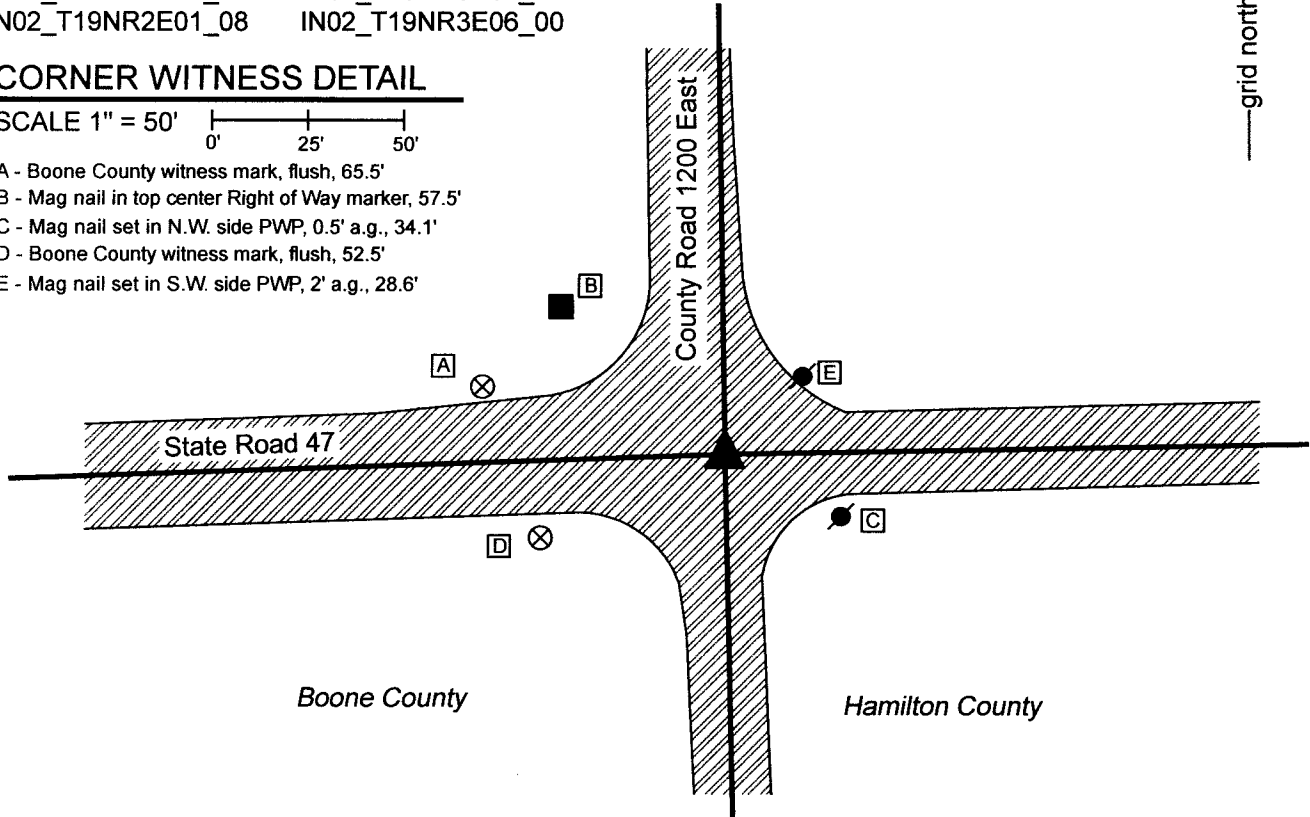 N02_T19NR2E01_08 IN02_T19NR3E06_00
CORNER WITNESS DETAIL
SCALE 1" = 50'
0' 25' 50'
A - Boone County witness mark, flush, 65.5'
B - Mag nail in top center Right of Way marker, 57.5'
C - Mag nail set in N.W. side PWP, 0.5' a.g., 34.1'
D - Boone County witness mark, flush, 52.5'
E - Mag nail set in S.W. side PWP, 2' a.g., 28.6'
grid north
County Road 1200 East
B
A
E
State Road 47
C
D
Boone County
Hamilton County